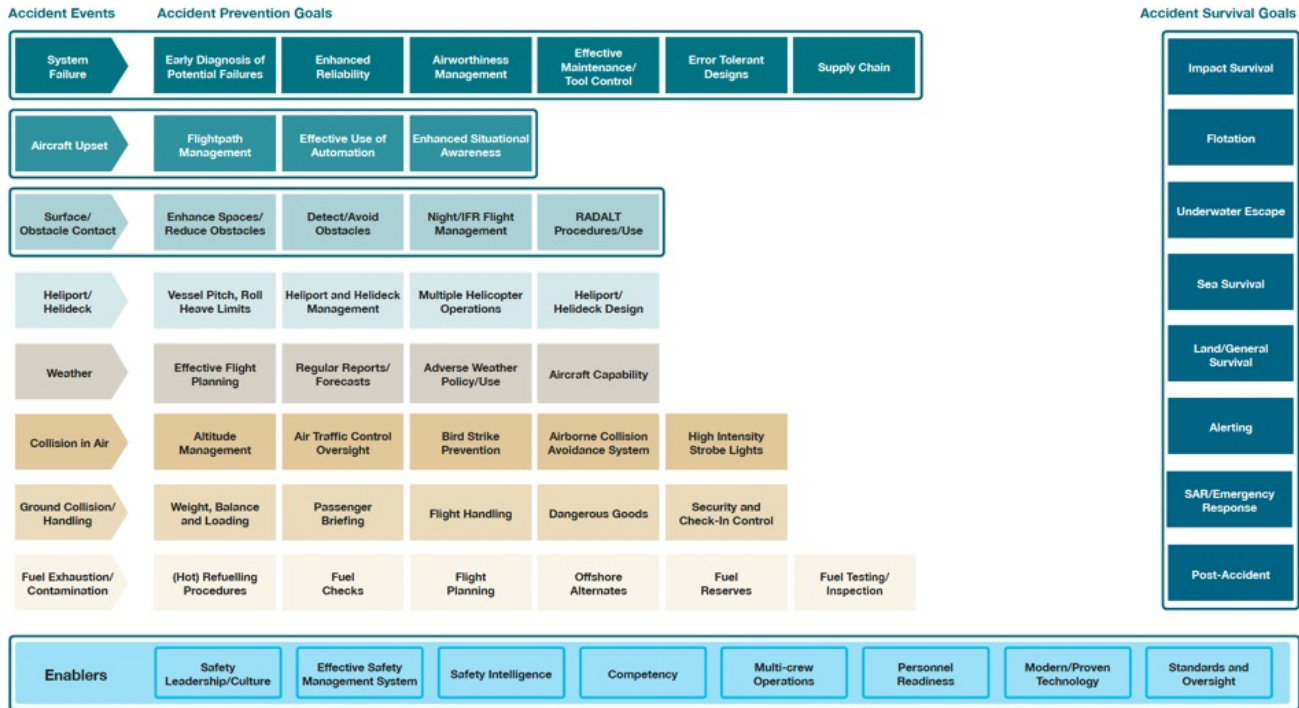 Accident Events
Accident Prevention Goals
Accident Survival Goals
System
Failure
Early Diagnosis of
Potential Failures
Enhanced
Reliability
Airworthiness
Management
Effective
Maintenance/
Tool Control
Error Tolerant
Designs
Supply Chain
Aircraft Upset
Flightpath
Management
Effective Use of
Automation
Enhanced Situational
Awareness
Surface/
Obstacle Contact
Enhance Spaces/
Reduce Obstacles
Detect/Avoid
Obstacles
Night/IFR Flight
Management
RADALT
Procedures/Use
Heliport/
Helideck
Vessel Pitch, Roll
Heave Limits
Heliport and Helideck
Management
Multiple Helicopter
Operations
Heliport/
Helideck Design
Weather
Effective Flight
Planning
Regular Reports/
Forecasts
Adverse Weather
Policy/Use
Aircraft Capability
Collision in Air
Altitude
Management
Air Traffic Control
Oversight
Bird Strike
Prevention
Airborne Collision
Avoidance System
High Intensity
Strobe Lights
Ground Collision/
Handling
Weight, Balance
and Loading
Passenger
Briefing
Flight Handling
Dangerous Goods
Security and
Check-In Control
Fuel Exhaustion/
Contamination
(Hot) Refuelling
Procedures
Fuel
Checks
Flight
Planning
Offshore
Alternates
Fuel
Reserves
Fuel Testing/
Inspection
Impact Survival
Flotation
Underwater Escape
Sea Survival
Land/General
Survival
Alerting
SAR/Emergency
Response
Post-Accident
Enablers
Safety
Leadership/Culture
Effective Safety
Management System
Safety Intelligence
Competency
Multi-crew
Operations
Personnel
Readiness
Modern/Proven
Technology
Standards and
Oversight